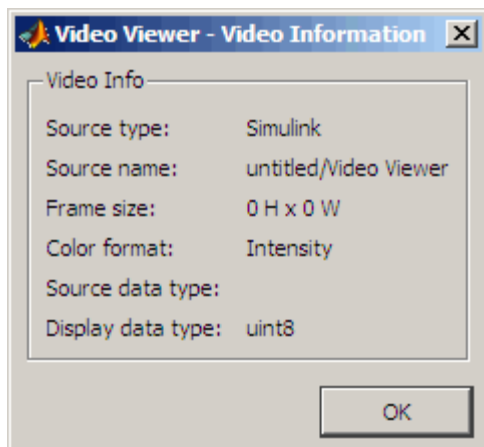 Video Viewer - Video Information
Video Info
Source type: Simulink
Source name: untitled/Video Viewer
Frame size: 0 H x 0 W
Color format: Intensity
Source data type:
Display data type: uint8
OK